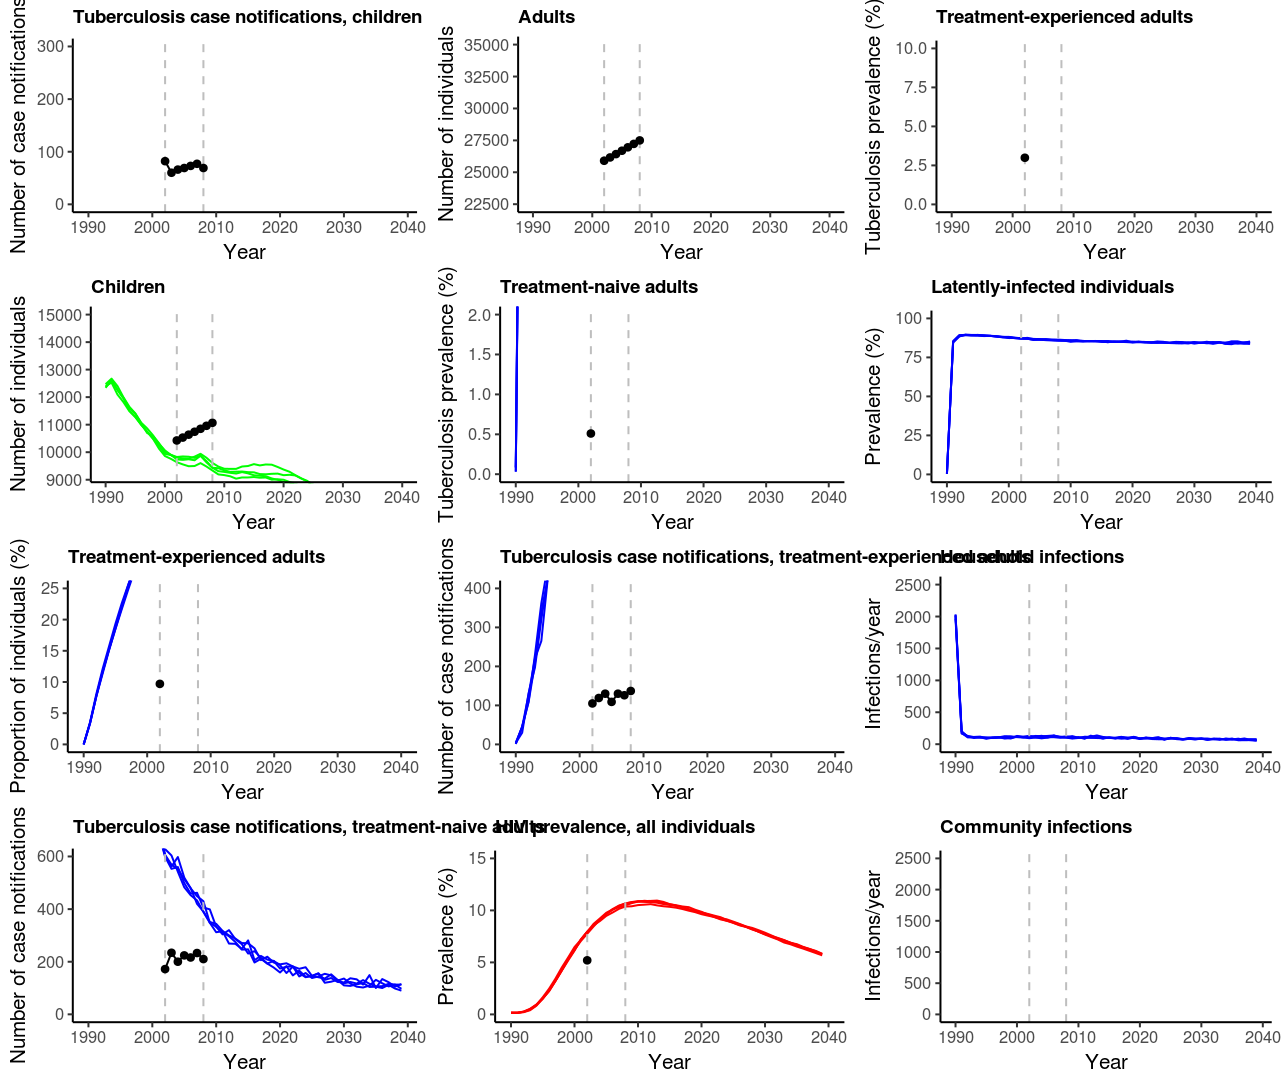 Tuberculosis case notifications, children
Number of case notifications
300
200
100
0
1990 2000 2010 2020 2030 2040
Year
Adults
Number of individuals
35000
32500
30000
27500
25000
22500
1990 2000 2010 2020 2030 2040
Year
Treatment-experienced adults
Tuberculosis prevalence (%)
10.0
7.5
5.0
2.5
0.0
1990 2000 2010 2020 2030 2040
Year
Children
Number of individuals
15000
14000
13000
12000
11000
10000
9000
1990 2000 2010 2020 2030 2040
Year
Treatment-naive adults
Tuberculosis prevalence (%)
2.0
1.5
1.0
0.5
0.0
1990 2000 2010 2020 2030 2040
Year
Latently-infected individuals
Prevalence (%)
100
75
50
25
0
1990 2000 2010 2020 2030 2040
Year
Treatment-experienced adults
Proportion of individuals (%)
25
20
15
10
5
0
1990 2000 2010 2020 2030 2040
Year
Tuberculosis case notifications, treatment-experienced adults
Number of case notifications
400
300
200
100
0
1990 2000 2010 2020 2030 2040
Year
Household infections
Infections/year
2500
2000
1500
1000
500
0
1990 2000 2010 2020 2030 2040
Year
Tuberculosis case notifications, treatment-naive adults
Number of case notifications
600
400
200
0
1990 2000 2010 2020 2030 2040
Year
HIV prevalence, all individuals
Prevalence (%)
15
10
5
0
1990 2000 2010 2020 2030 2040
Year
Community infections
Infections/year
2500
2000
1500
1000
500
0
1990 2000 2010 2020 2030 2040
Year